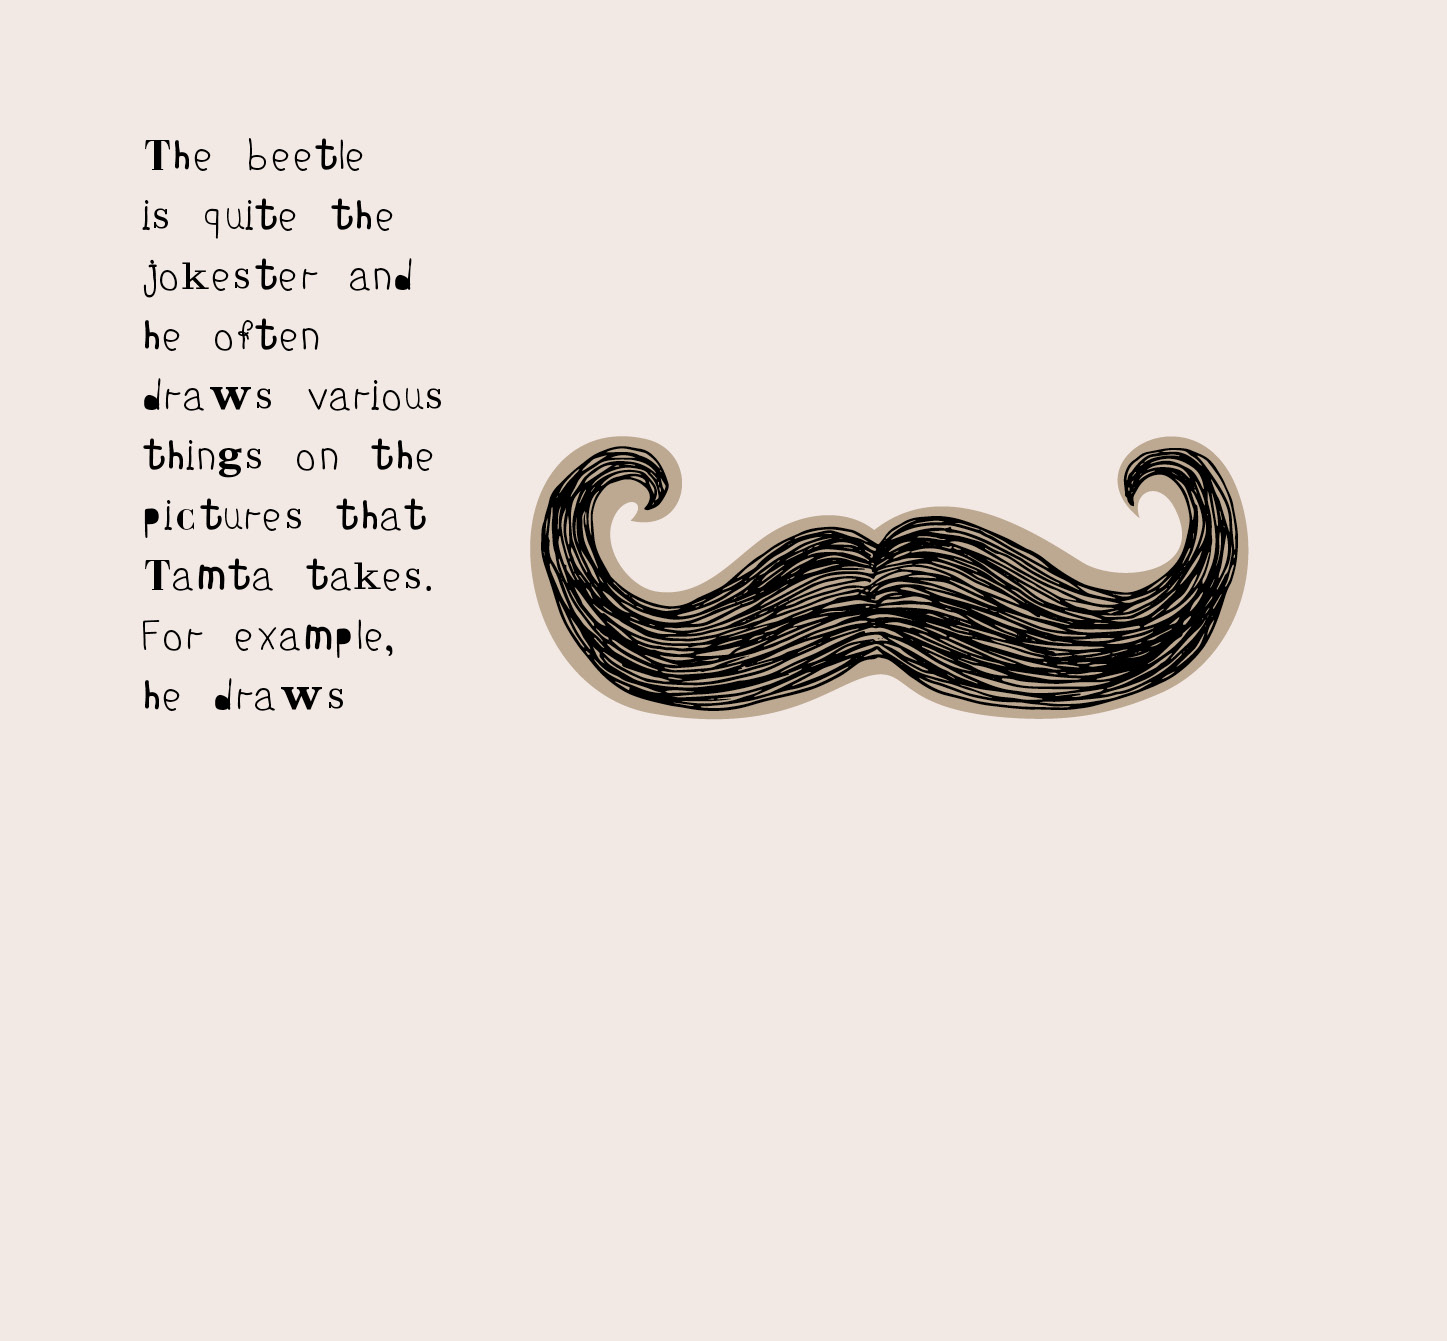 The beetle
is quite the
jokester and
he often
draws various
things on the
pictures that
Tamta takes.
For example,
he draws